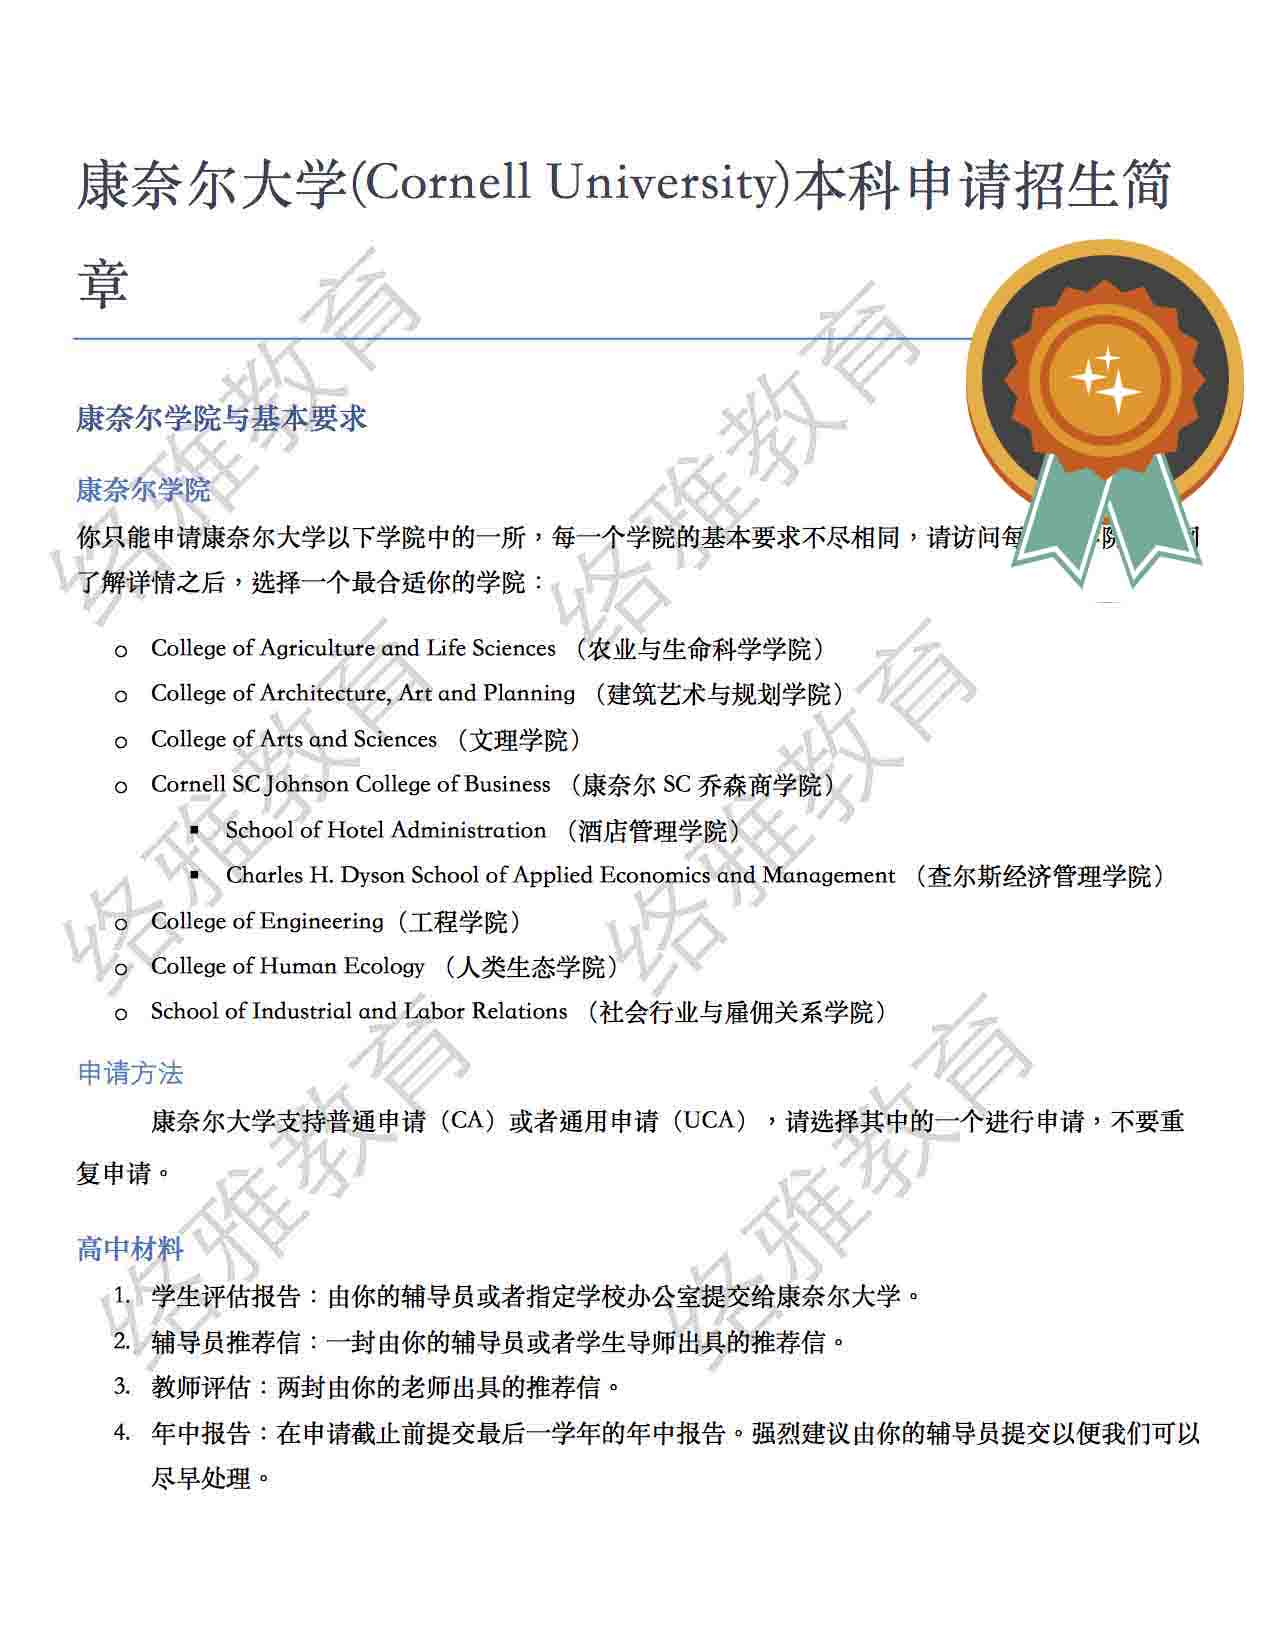 康奈尔大学(Cornell University)本科申请招生简
章
康奈尔学院与基本要求
康奈尔学院
你只能申请康奈尔大学以下学院中的一所，每一个学院的基本要求不尽相同，请访问每
了解详情之后，选择一个最合适你的学院：
o College of Agriculture and Life Sciences （农业与生命科学学院）
o College of Architecture, Art and Planning （建筑艺术与规划学院）
o College of Arts and Sciences （文理学院）
o Cornell SC Johnson College of Business （康奈尔 SC 乔森商学院）
▪ School of Hotel Administration （酒店管理学院）
▪ Charles H. Dyson School of Applied Economics and Management （查尔斯经济管理学院）
o College of Engineering（工程学院）
o College of Human Ecology （人类生态学院）
o School of Industrial and Labor Relations （社会行业与雇佣关系学院）
申请方法
康奈尔大学支持普通申请（CA）或者通用申请（UCA），请选择其中的一个进行申请，不要重
复申请。
高中材料
1. 学生评估报告：由你的辅导员或者指定学校办公室提交给康奈尔大学。
2. 辅导员推荐信：一封由你的辅导员或者学生导师出具的推荐信。
3. 教师评估：两封由你的老师出具的推荐信。
4. 年中报告：在申请截止前提交最后一学年的年中报告。强烈建议由你的辅导员提交以便我们可以
尽早处理。
络雅教育
络雅教育
络雅教育
络雅教育
络雅教育
络雅教育